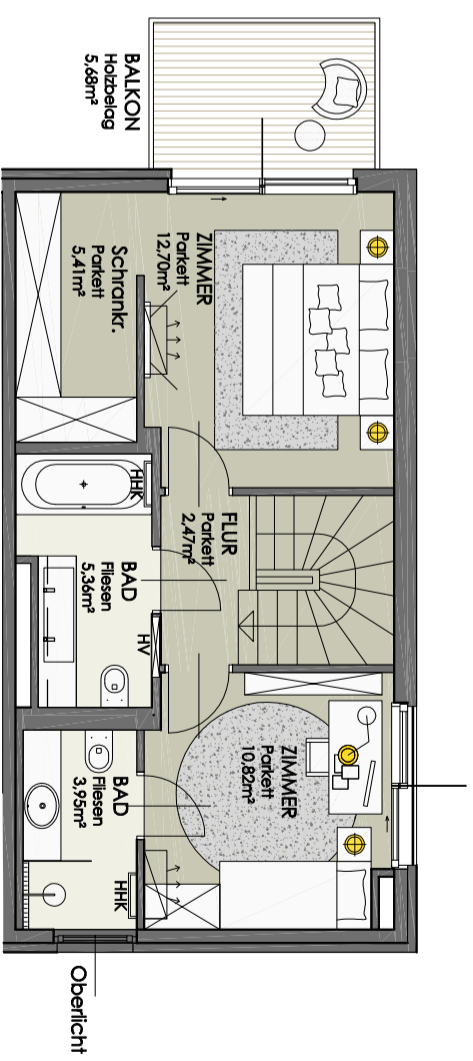 BALKON
Holzbelag
5,68m²
ZIMMER
Parkett
12,70m²
Schrankr.
Parkett
5,41m²
FLUR
Parkett
2,47m²
HHK
BAD
Fliesen
5,36m²
HV
ZIMMER
Parkett
10,82m²
BAD
Fliesen
3,95m²
HHK
Oberlicht